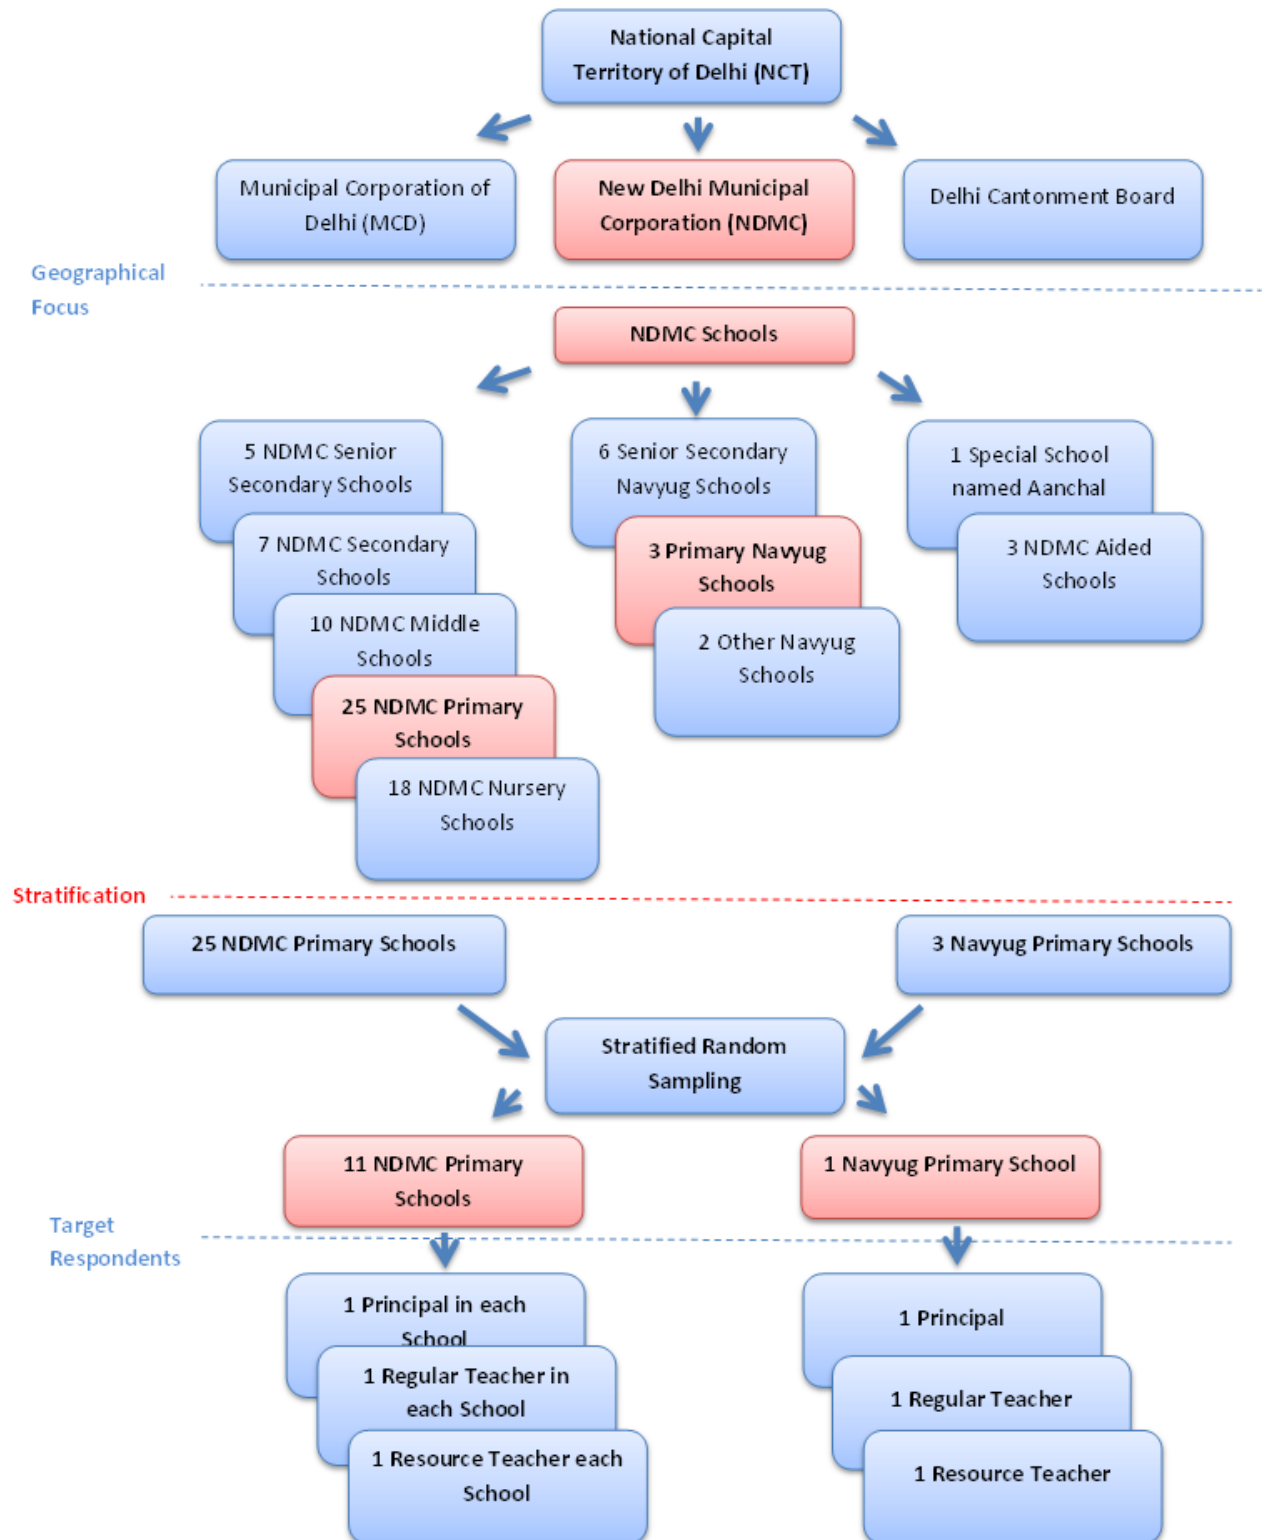 National Capital
Territory of Delhi (NCT)
Municipal Corporation of
Delhi (MCD)
New Delhi Municipal
Corporation (NDMC)
Delhi Cantonment Board
Geographical
Focus
NDMC Schools
5 NDMC Senior
Secondary Schools
7 NDMC Secondary
Schools
10 NDMC Middle
Schools
25 NDMC Primary
Schools
18 NDMC Nursery
Schools
6 Senior Secondary
Navyug Schools
3 Primary Navyug
Schools
2 Other Navyug
Schools
1 Special School
named Aanchal
3 NDMC Aided
Schools
Stratification
25 NDMC Primary Schools
3 Navyug Primary Schools
Stratified Random
Sampling
11 NDMC Primary
Schools
1 Navyug Primary School
Target
Respondents
1 Principal in each
School
1 Regular Teacher in
each School
1 Resource Teacher each
School
1 Principal
1 Regular Teacher
1 Resource Teacher